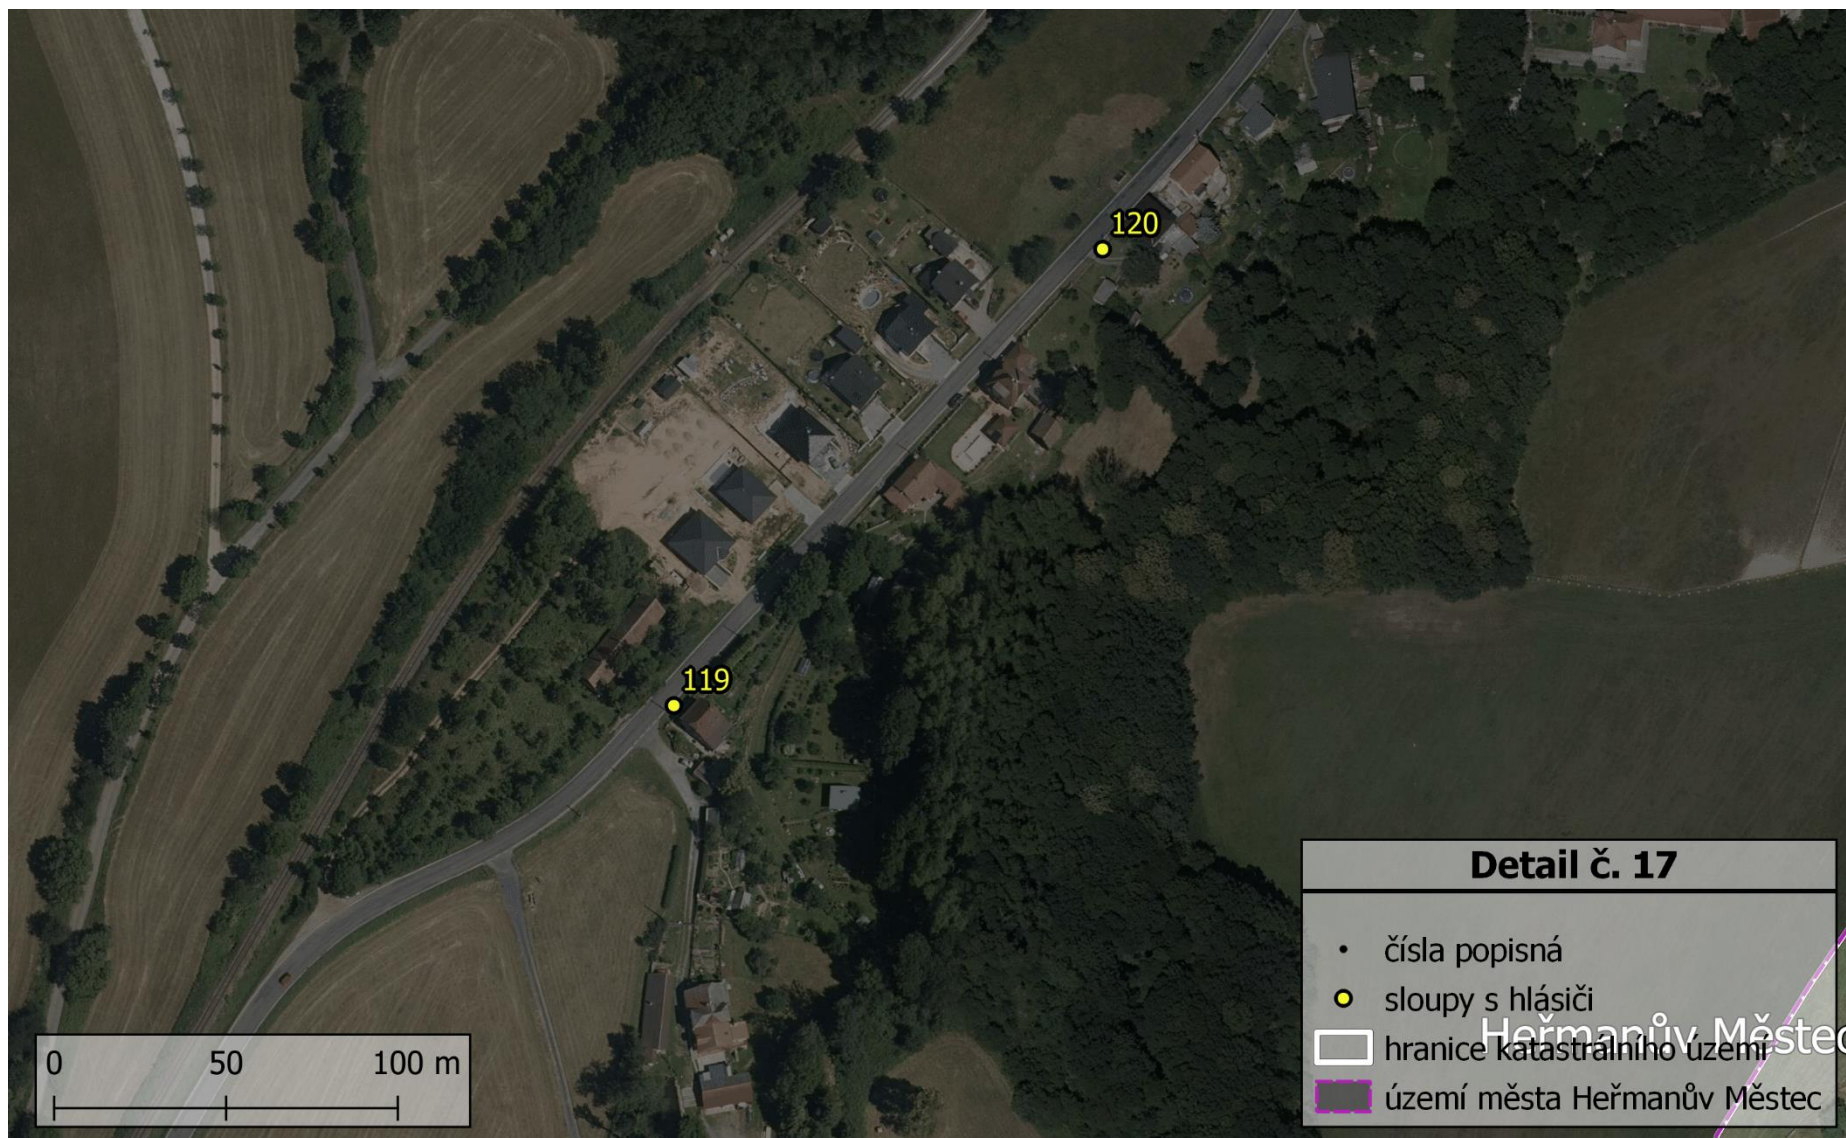 120
119
Detail č. 17
čísla popisná
sloupy s hlásiči
Heřmanův Městec
hranice katastrálního území
území města Heřmanův Městec
0 50 100 m